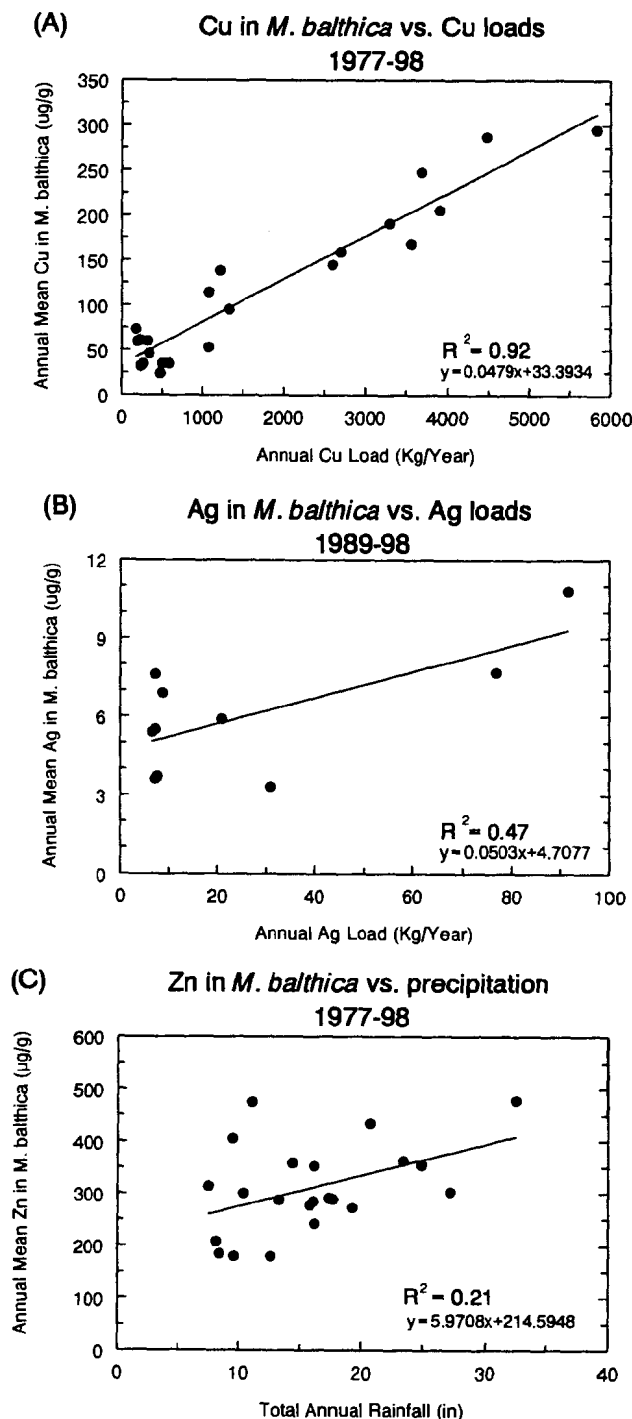 (A)
Cu in M. balthica vs. Cu loads
1977-98
Annual Mean Cu in M. balthica (ug/g)
350
300
250
200
150
100
50
0
0 1000 2000 3000 4000 5000 6000
R² = 0.92
y=0.0479x+33.3934
Annual Cu Load (Kg/Year)
(B)
Ag in M. balthica vs. Ag loads
1989-98
Annual Mean Ag in M. balthica (ug/g)
12
9
6
3
0
0 20 40 60 80 100
R² = 0.47
y=0.0503x+4.7077
Annual Ag Load (Kg/Year)
(C)
Zn in M. balthica vs. precipitation
1977-98
Annual Mean Zn in M. balthica (µg/g)
600
500
400
300
200
100
0
0 10 20 30 40
R² = 0.21
y=5.9708x+214.5948
Total Annual Rainfall (in)